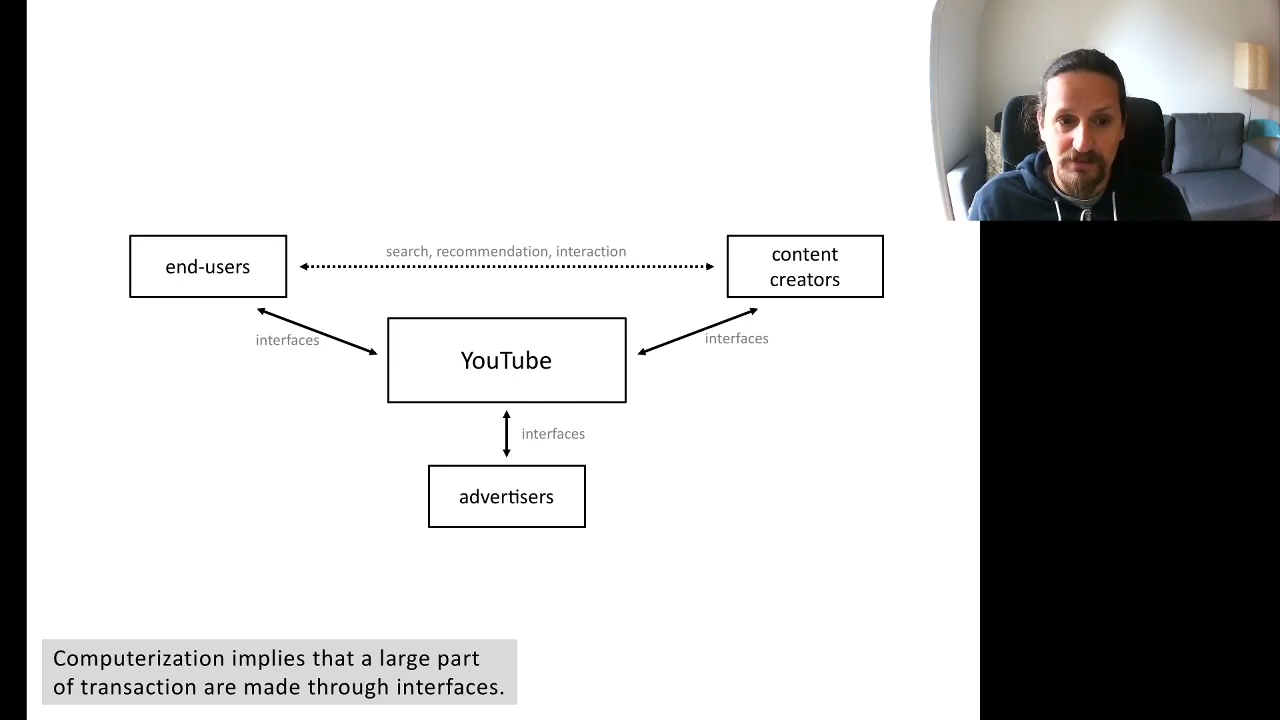 search, recommendation, interaction
end-users
content
creators
interfaces
YouTube
interfaces
interfaces
advertisers
Computerization implies that a large part
of transaction are made through interfaces.